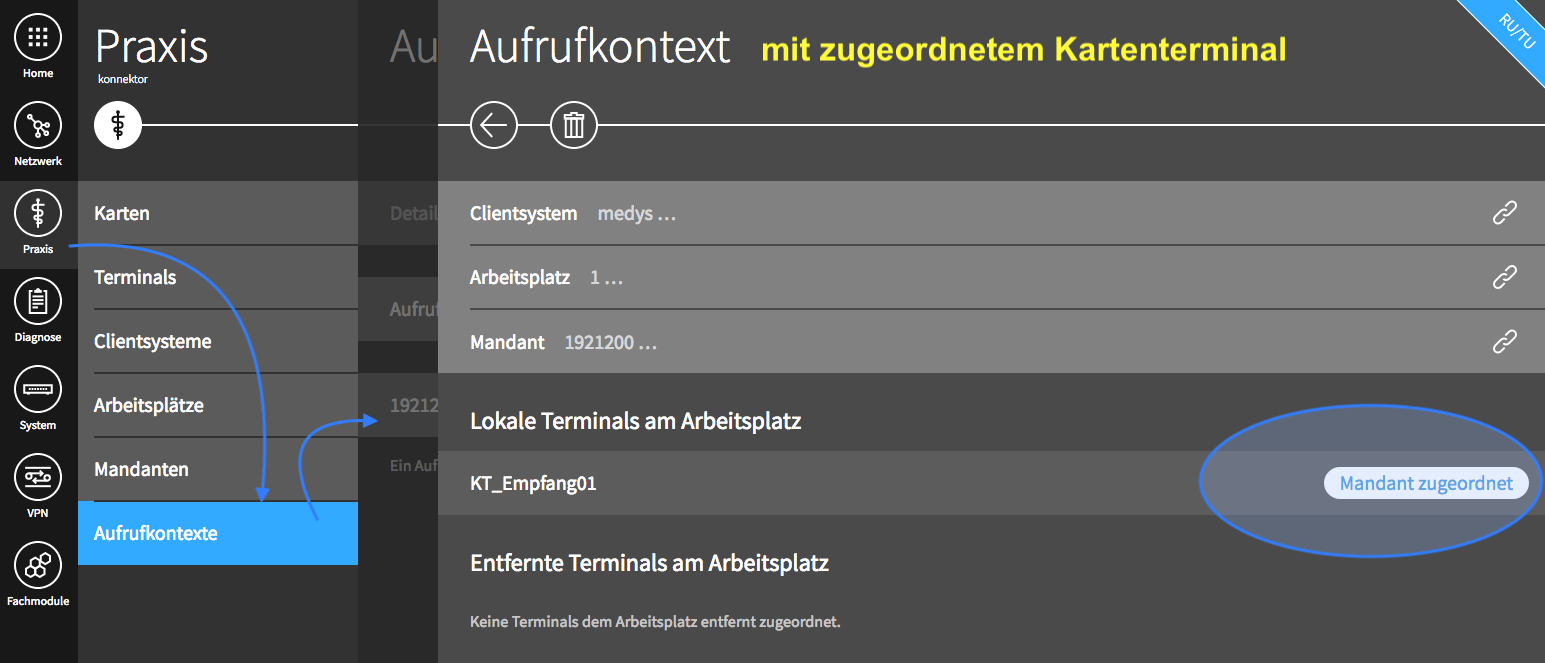 Home
Netzwerk
Praxis
Diagnose
System
VPN
Fachmodule
Praxis
konnektor
Karten
Terminals
Clientsysteme
Arbeitsplätze
Mandanten
Aufrufkontexte
Au
Detail
Aufruf
19212
Ein Auf
Aufrufkontext mit zugeordnetem Kartenterminal
RU/TU
Clientsystem medys ...
Arbeitsplatz 1 ...
Mandant 1921200 ...
Lokale Terminals am Arbeitsplatz
KT_Empfang01 Mandant zugeordnet
Entfernte Terminals am Arbeitsplatz
Keine Terminals dem Arbeitsplatz entfernt zugeordnet.